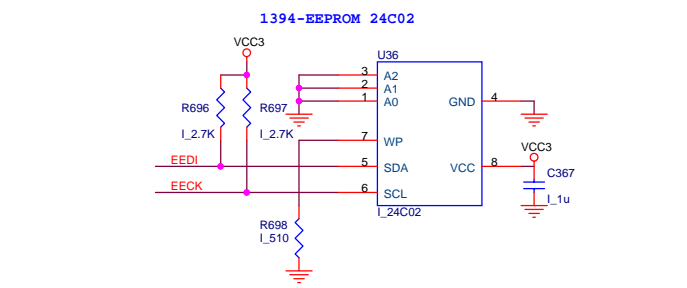 1394-EEPROM 24C02
VCC3
U36
3 A2
2 A1
1 A0
GND 4
R696
R697
I_2.7K
I_2.7K
7 WP
VCC3
EEDI
5 SDA
VCC 8
C367
EECK
6 SCL
I_1u
I_24C02
R698
I_510